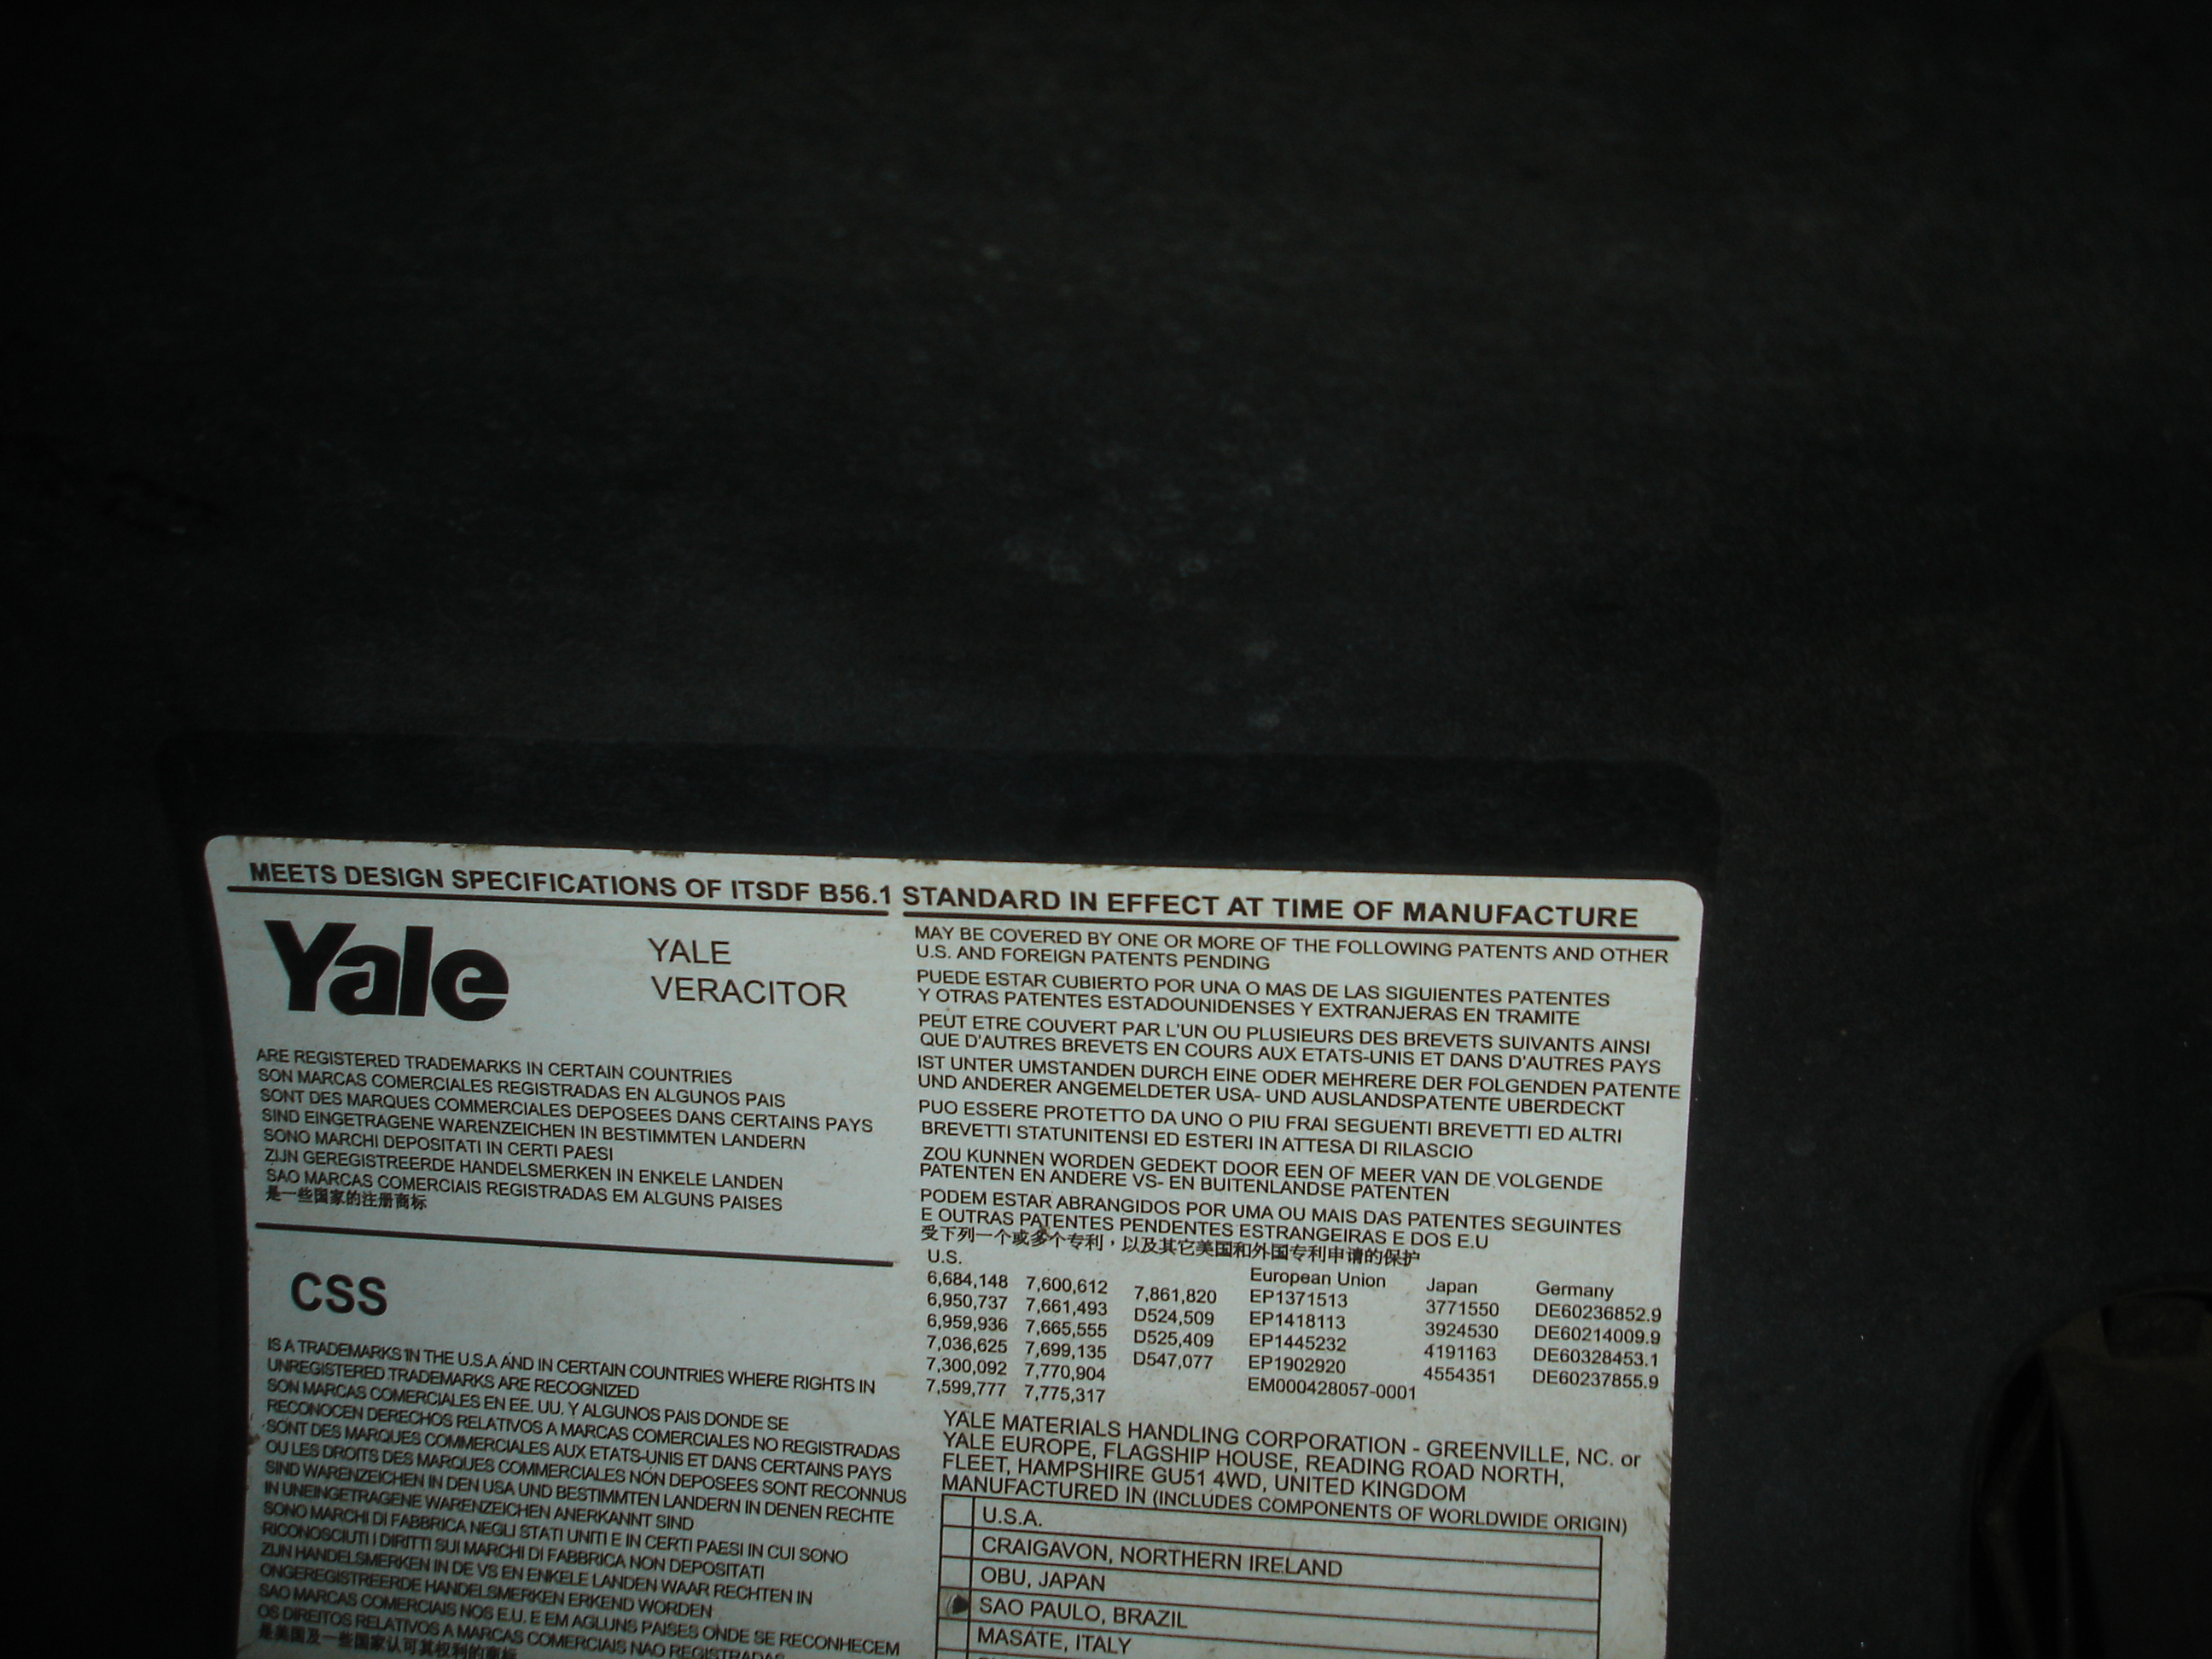 MEETS DESIGN SPECIFICATIONS OF ITSDF B56.1 STANDARD IN EFFECT AT TIME OF MANUFACTURE
Yale
YALE
VERACITOR
ARE REGISTERED TRADEMARKS IN CERTAIN COUNTRIES
SON MARCAS COMERCIALES REGISTRADAS EN ALGUNOS PAIS
SONT DES MARQUES COMMERCIALES DEPOSEES DANS CERTAINS PAYS
SIND EINGETRAGENE WARENZEICHEN IN BESTIMMTEN LANDERN
SONO MARCHI DEPOSITATI IN CERTI PAESI
ZIJN GEREGISTREERDE HANDELSMERKEN IN ENKELE LANDEN
SAO MARCAS COMERCIAIS REGISTRADAS EM ALGUNS PAISES
是一些国家的注册商标
CSS
IS A TRADEMARKS IN THE U.S.A AND IN CERTAIN COUNTRIES WHERE RIGHTS IN
UNREGISTERED TRADEMARKS ARE RECOGNIZED
SON MARCAS COMERCIALES EN EE. UU. Y ALGUNOS PAIS DONDE SE
RECONOCEN DERECHOS RELATIVOS A MARCAS COMERCIALES NO REGISTRADAS
SONT DES MARQUES COMMERCIALES AUX ETATS-UNIS ET DANS CERTAINS PAYS
OU LES DROITS DES MARQUES COMMERCIALES NON DEPOSEES SONT RECONNUS
SIND WARENZEICHEN IN DEN USA UND BESTIMMTEN LANDERN IN DENEN RECHTE
IN UNEINGETRAGENE WARENZEICHEN ANERKANNT SIND
SONO MARCHI DI FABBRICA NEGLI STATI UNITI E IN CERTI PAESI IN CUI SONO
RICONOSCIUTI I DIRITTI SUI MARCHI DI FABBRICA NON DEPOSITATI
ZIJN HANDELSMERKEN IN DE VS EN ENKELE LANDEN WAAR RECHTEN IN
ONGEREGISTREERDE HANDELSMERKEN ERKEND WORDEN
SAO MARCAS COMERCIAIS NOS E.U. E EM AGLUNS PAISES ONDE SE RECONHECEM
OS DIREITOS RELATIVOS A MARCAS COMERCIAIS NAO REGISTRADAS
是美国及一些国家认可其权利的商标
MAY BE COVERED BY ONE OR MORE OF THE FOLLOWING PATENTS AND OTHER
U.S. AND FOREIGN PATENTS PENDING
PUEDE ESTAR CUBIERTO POR UNA O MAS DE LAS SIGUIENTES PATENTES
Y OTRAS PATENTES ESTADOUNIDENSES Y EXTRANJERAS EN TRAMITE
PEUT ETRE COUVERT PAR L'UN OU PLUSIEURS DES BREVETS SUIVANTS AINSI
QUE D'AUTRES BREVETS EN COURS AUX ETATS-UNIS ET DANS D'AUTRES PAYS
IST UNTER UMSTANDEN DURCH EINE ODER MEHRERE DER FOLGENDEN PATENTE
UND ANDERER ANGEMELDETER USA- UND AUSLANDSPATENTE UBERDECKT
PUO ESSERE PROTETTO DA UNO O PIU FRAI SEGUENTI BREVETTI ED ALTRI
BREVETTI STATUNITENSI ED ESTERI IN ATTESA DI RILASCIO
ZOU KUNNEN WORDEN GEDEKT DOOR EEN OF MEER VAN DE VOLGENDE
PATENTEN EN ANDERE VS- EN BUITENLANDSE PATENTEN
PODEM ESTAR ABRANGIDOS POR UMA OU MAIS DAS PATENTES SEGUINTES
E OUTRAS PATENTES PENDENTES ESTRANGEIRAS E DOS E.U
受下列一个或多个专利，以及其它美国和外国专利申请的保护
U.S. European Union Japan Germany
6,684,148 7,600,612 7,861,820 EP1371513 3771550 DE60236852.9
6,950,737 7,661,493 D524,509 EP1418113 3924530 DE60214009.9
6,959,936 7,665,555 D525,409 EP1445232 4191163 DE60328453.1
7,036,625 7,699,135 D547,077 EP1902920 4554351 DE60237855.9
7,300,092 7,770,904 EM000428057-0001
7,599,777 7,775,317
YALE MATERIALS HANDLING CORPORATION - GREENVILLE, NC. or
YALE EUROPE, FLAGSHIP HOUSE, READING ROAD NORTH,
FLEET, HAMPSHIRE GU51 4WD, UNITED KINGDOM
MANUFACTURED IN (INCLUDES COMPONENTS OF WORLDWIDE ORIGIN)
U.S.A.
CRAIGAVON, NORTHERN IRELAND
OBU, JAPAN
SAO PAULO, BRAZIL
MASATE, ITALY